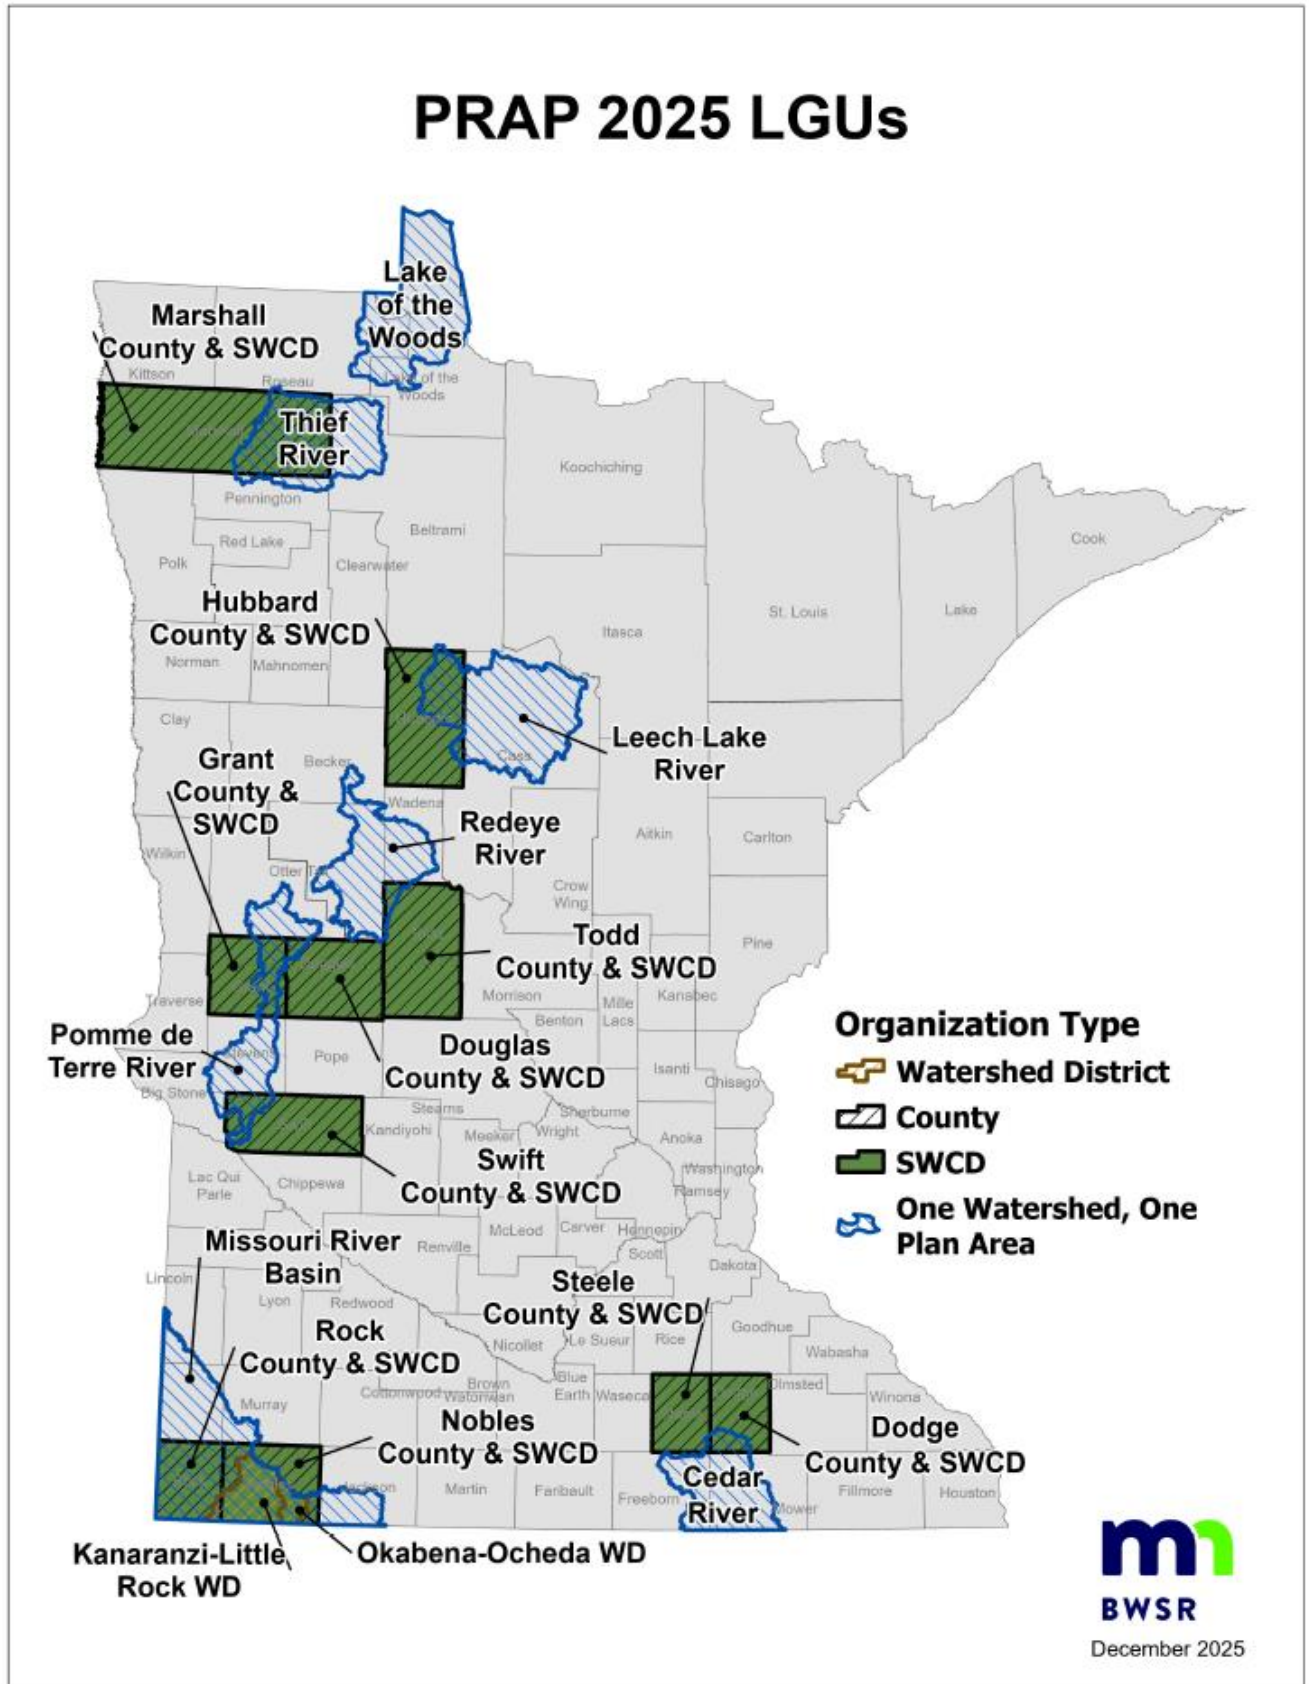 PRAP 2025 LGUs
Lake
of the
Woods
Marshall
County & SWCD
Kittson
Roseau
Lake of the
Woods
Thief
River
Koochiching
Pennington
Beltrami
Red Lake
Cook
Polk
Clearwater
Hubbard
County & SWCD
St. Louis
Lake
Itasca
Norman
Mahnomen
Clay
Leech Lake
River
Cass
Grant
County &
SWCD
Becker
Wadena
Redeye
River
Aitkin
Carlton
Wilkin
Otter Tail
Crow
Wing
Todd
County & SWCD
Pine
Traverse
Morrison
Mille
Lacs
Kanabec
Benton
Pomme de
Terre River
Stevens
Pope
Douglas
County & SWCD
Isanti
Chisago
Big Stone
Stearns
Sherburne
Kandiyohi
Meeker
Wright
Anoka
Swift
County & SWCD
Washington
Ramsey
Lac Qui
Parle
Chippewa
McLeod
Carver
Hennepin
Scott
Renville
Dakota
Missouri River
Basin
Lincoln
Lyon
Redwood
Steele
County & SWCD
Goodhue
Rock
County & SWCD
Nicollet
Le Sueur
Rice
Wabasha
Murray
Cottonwood
Brown
Watonwan
Blue
Earth
Waseca
Olmsted
Winona
Nobles
County & SWCD
Dodge
County & SWCD
Jackson
Martin
Faribault
Freeborn
Cedar
River
Mower
Fillmore
Houston
Kanaranzi-Little
Rock WD
Okabena-Ocheda WD
Organization Type
Watershed District
County
SWCD
One Watershed, One
Plan Area
mn
BWSR
December 2025